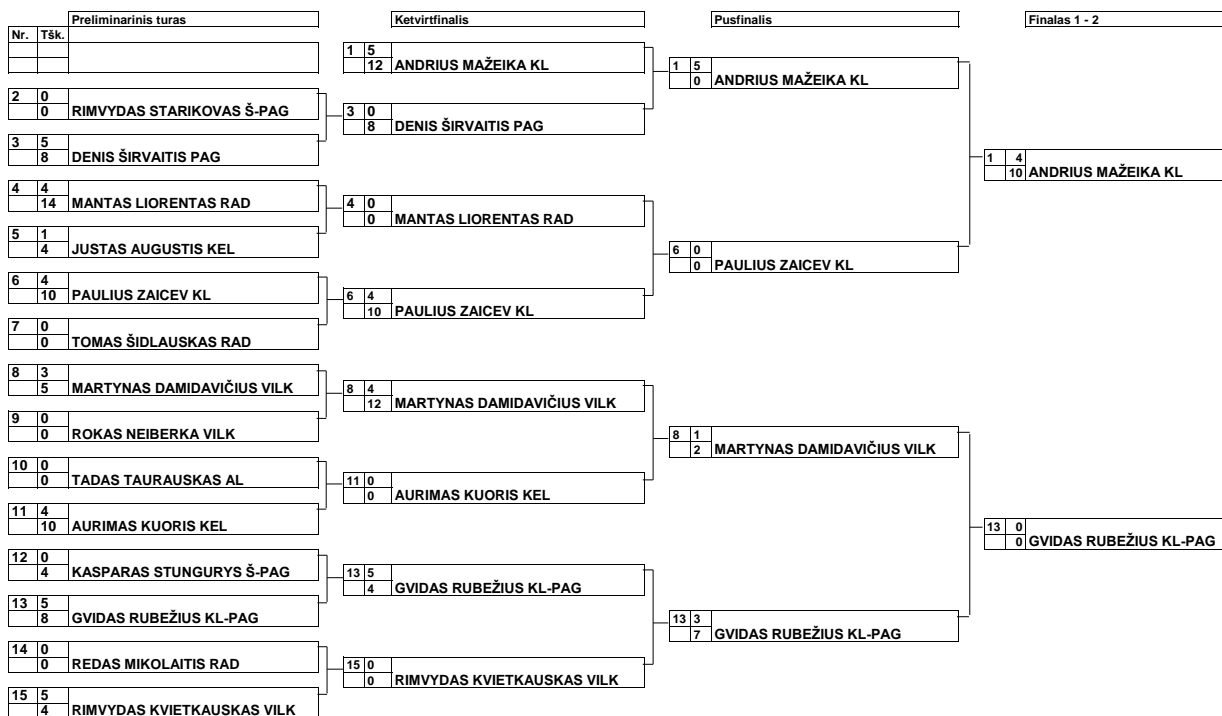 Preliminarinis turas
Nr. Tšk.
2 0
0 RIMVYDAS STARIKOVAS Š-PAG
3 5
8 DENIS ŠIRVAITIS PAG
4 4
14 MANTAS LIORENTAS RAD
5 1
4 JUSTAS AUGUSTIS KEL
6 4
10 PAULIUS ZAICEV KL
7 0
0 TOMAS ŠIDLAUSKAS RAD
8 3
5 MARTYNAS DAMIDAVIČIUS VILK
9 0
0 ROKAS NEIBERKA VILK
10 0
0 TADAS TAURAUSKAS AL
11 4
10 AURIMAS KUORIS KEL
12 0
4 KASPARAS STUNGURYS Š-PAG
13 5
8 GVIDAS RUBEŽIUS KL-PAG
14 0
0 REDAS MIKOLAITIS RAD
15 5
4 RIMVYDAS KVIETKAUSKAS VILK
Ketvirtfinalis
1 5
12 ANDRIUS MAŽEIKA KL
3 0
8 DENIS ŠIRVAITIS PAG
4 0
0 MANTAS LIORENTAS RAD
6 4
10 PAULIUS ZAICEV KL
8 4
12 MARTYNAS DAMIDAVIČIUS VILK
11 0
0 AURIMAS KUORIS KEL
13 5
4 GVIDAS RUBEŽIUS KL-PAG
15 0
0 RIMVYDAS KVIETKAUSKAS VILK
Pusfinalis
1 5
0 ANDRIUS MAŽEIKA KL
6 0
0 PAULIUS ZAICEV KL
8 1
2 MARTYNAS DAMIDAVIČIUS VILK
13 3
7 GVIDAS RUBEŽIUS KL-PAG
Finalas 1 - 2
1 4
10 ANDRIUS MAŽEIKA KL
13 0
0 GVIDAS RUBEŽIUS KL-PAG